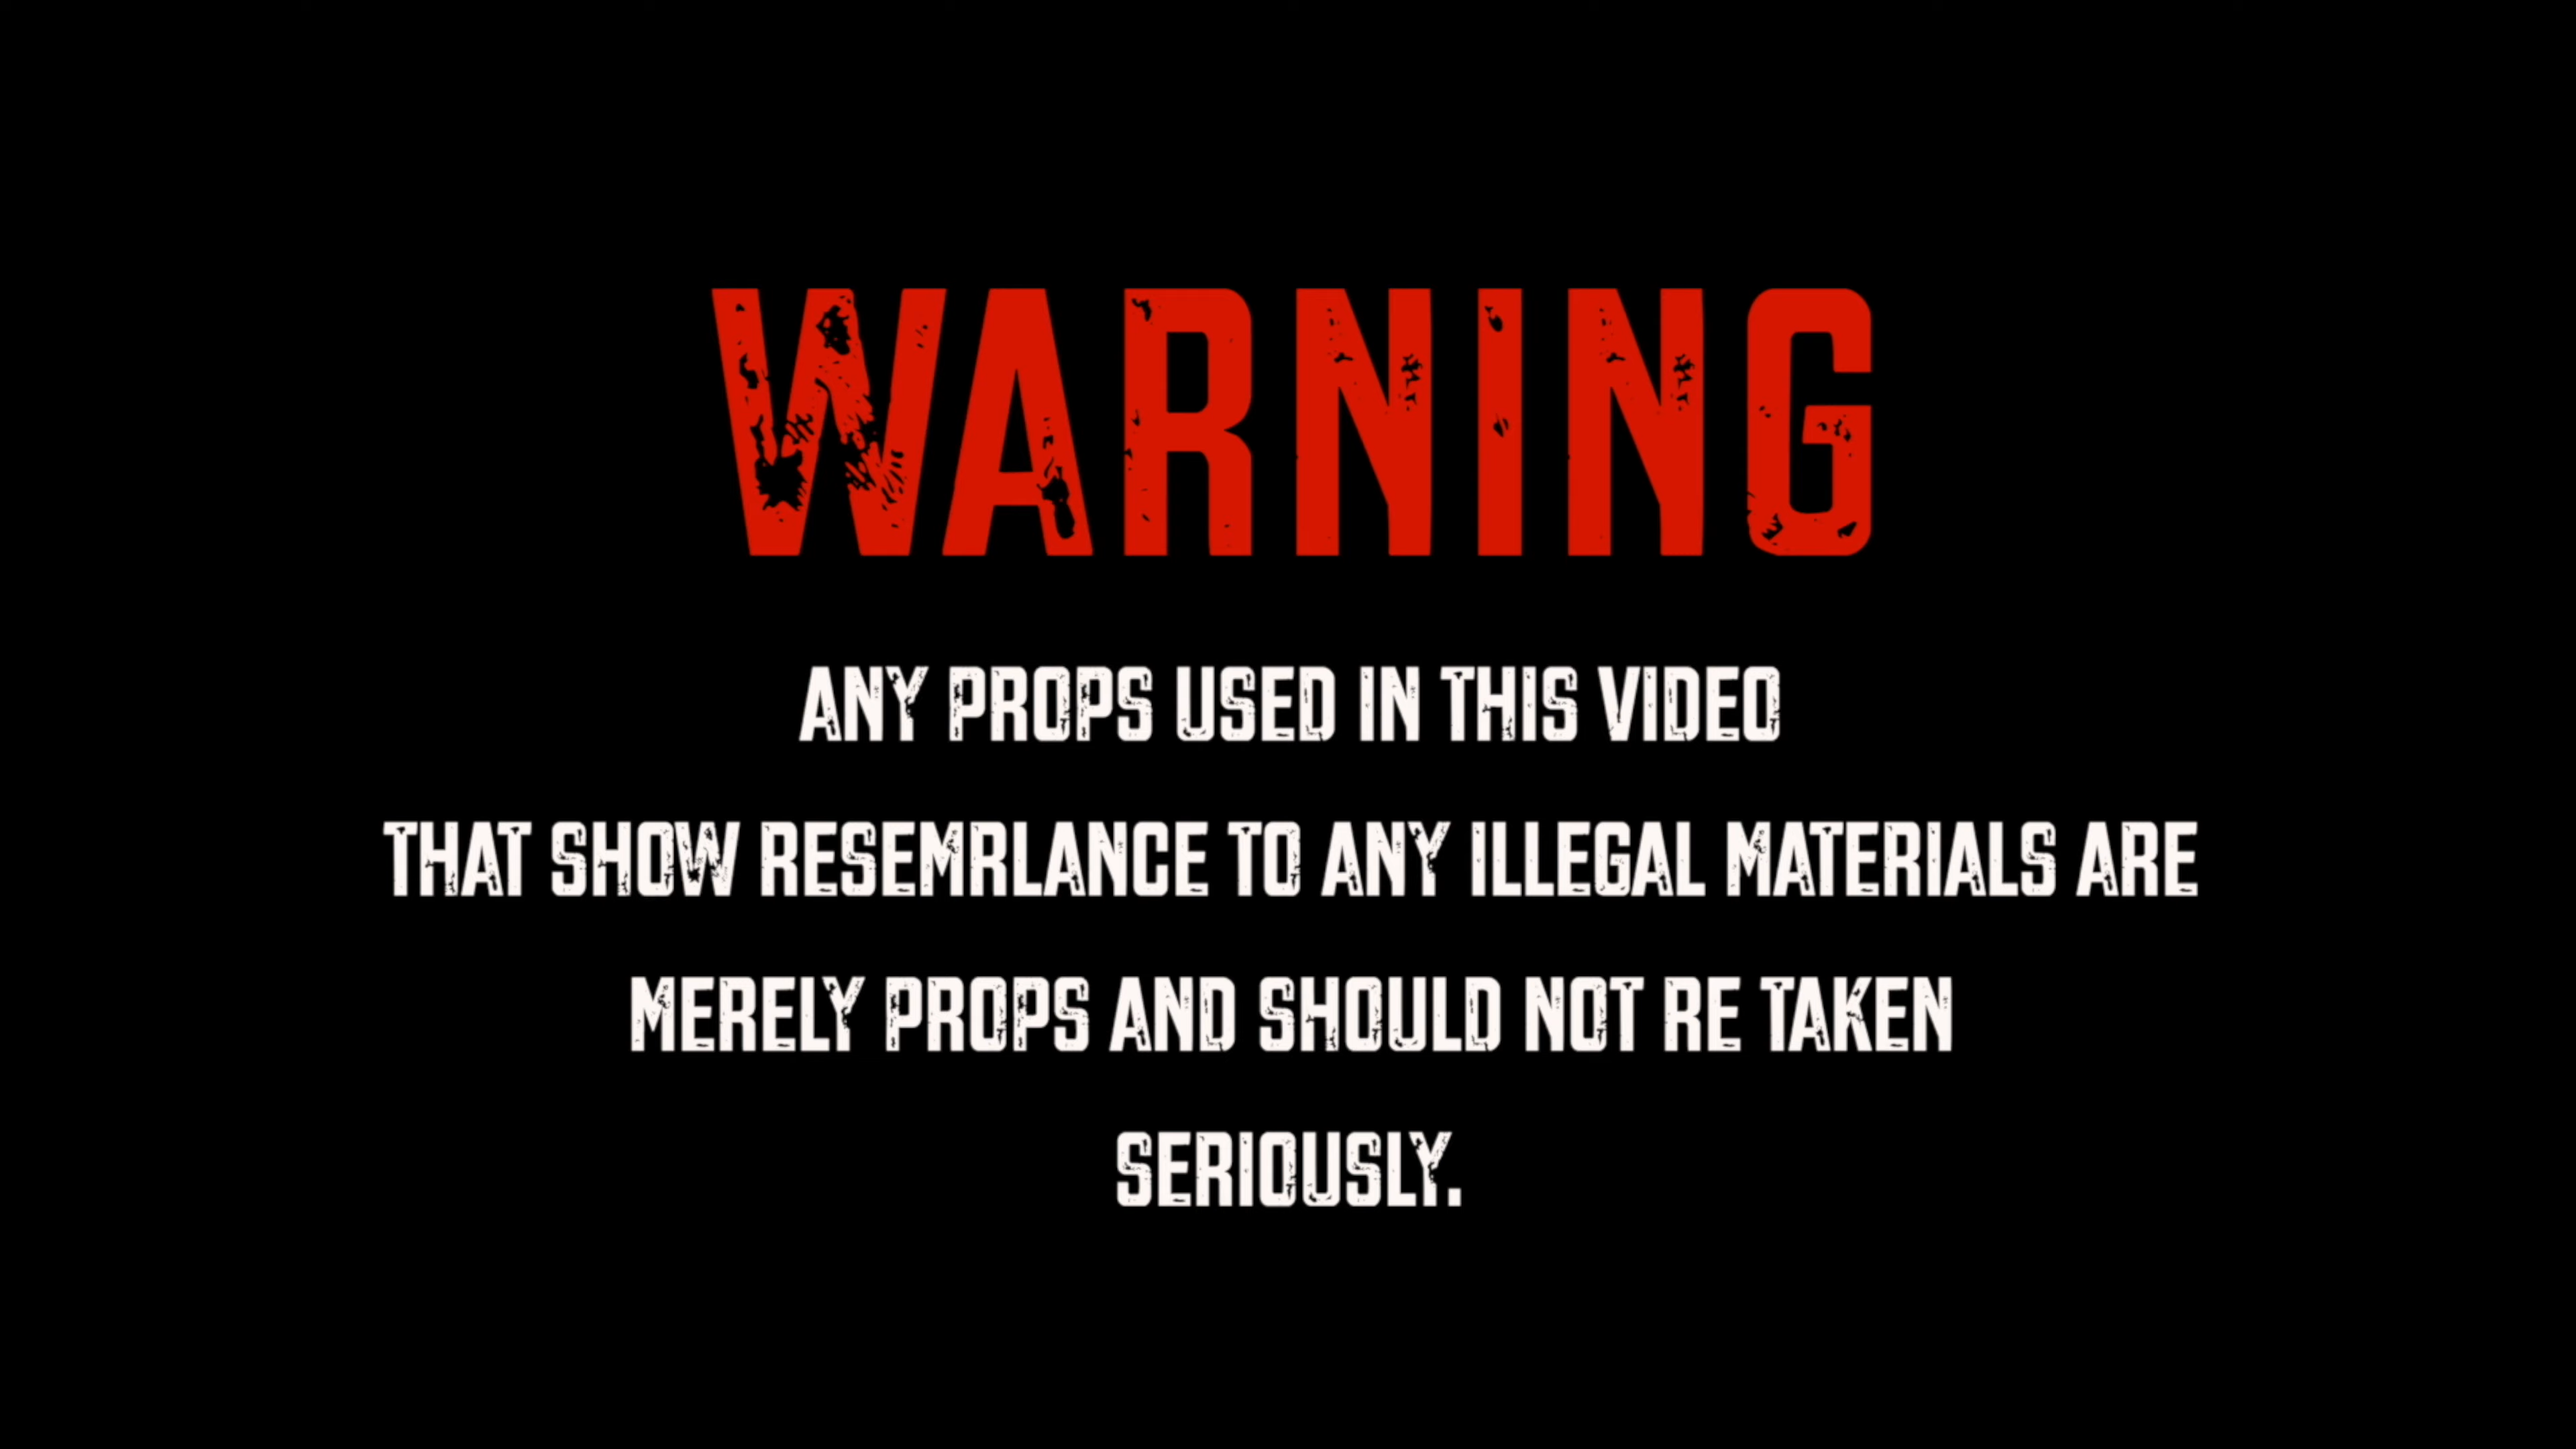 WARNING
ANY PROPS USED IN THIS VIDEO
THAT SHOW RESEMRLANCE TO ANY ILLEGAL MATERIALS ARE
MERELY PROPS AND SHOULD NOT RE TAKEN
SERIOUSLY.